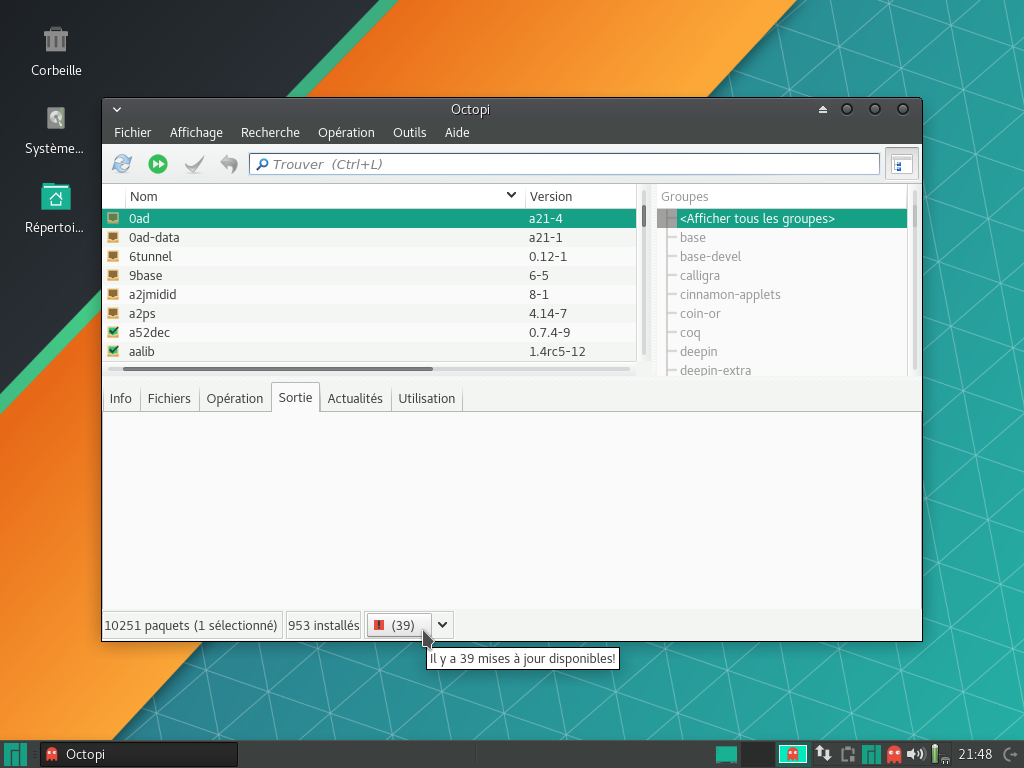 Corbeille
Système...
Répertoi...
Octopi
Fichier Affichage Recherche Opération Outils Aide
Trouver (Ctrl+L)
Nom Version
0ad a21-4
0ad-data a21-1
6tunnel 0.12-1
9base 6-5
a2jmidid 8-1
a2ps 4.14-7
a52dec 0.7.4-9
aalib 1.4rc5-12
Groupes
<Afficher tous les groupes>
base
base-devel
calligra
cinnamon-applets
coin-or
coq
deepin
deepin-extra
Info Fichiers Opération Sortie Actualités Utilisation
10251 paquets (1 sélectionné) 953 installés (39)
Il y a 39 mises à jour disponibles!
Octopi 21:48